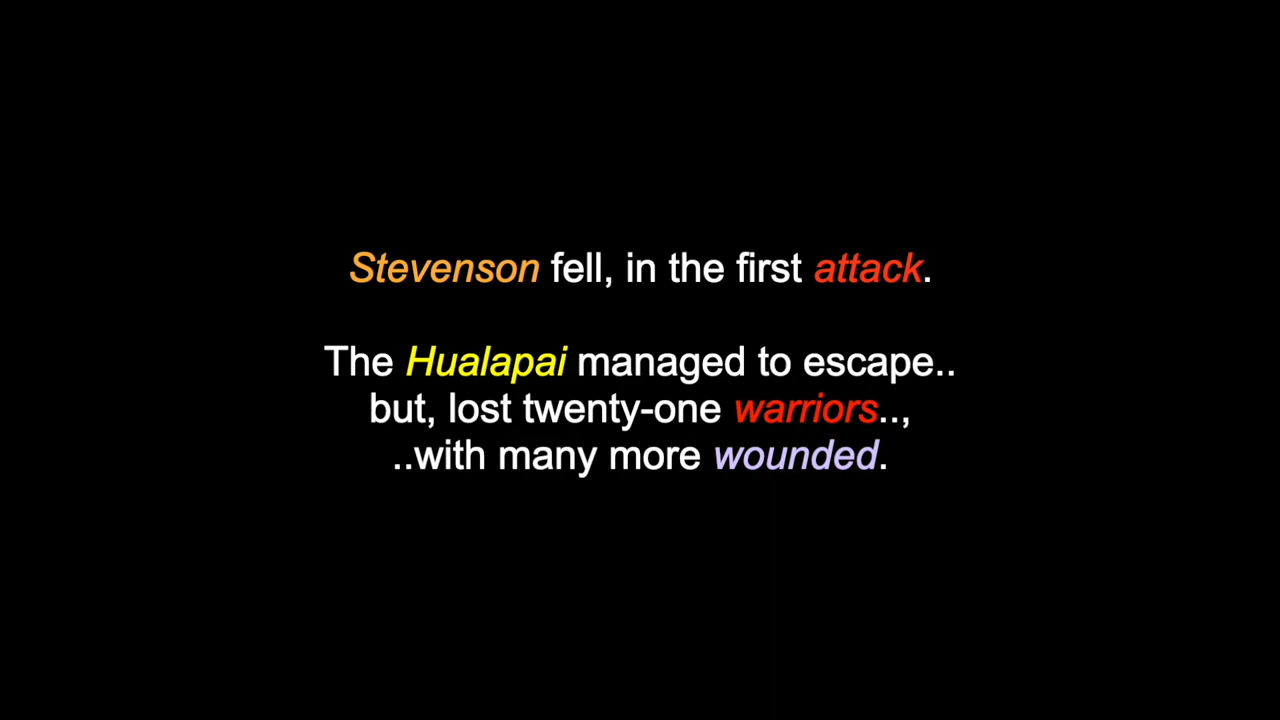 Stevenson fell, in the first attack.
The Hualapai managed to escape..
but, lost twenty-one warriors..,
..with many more wounded.